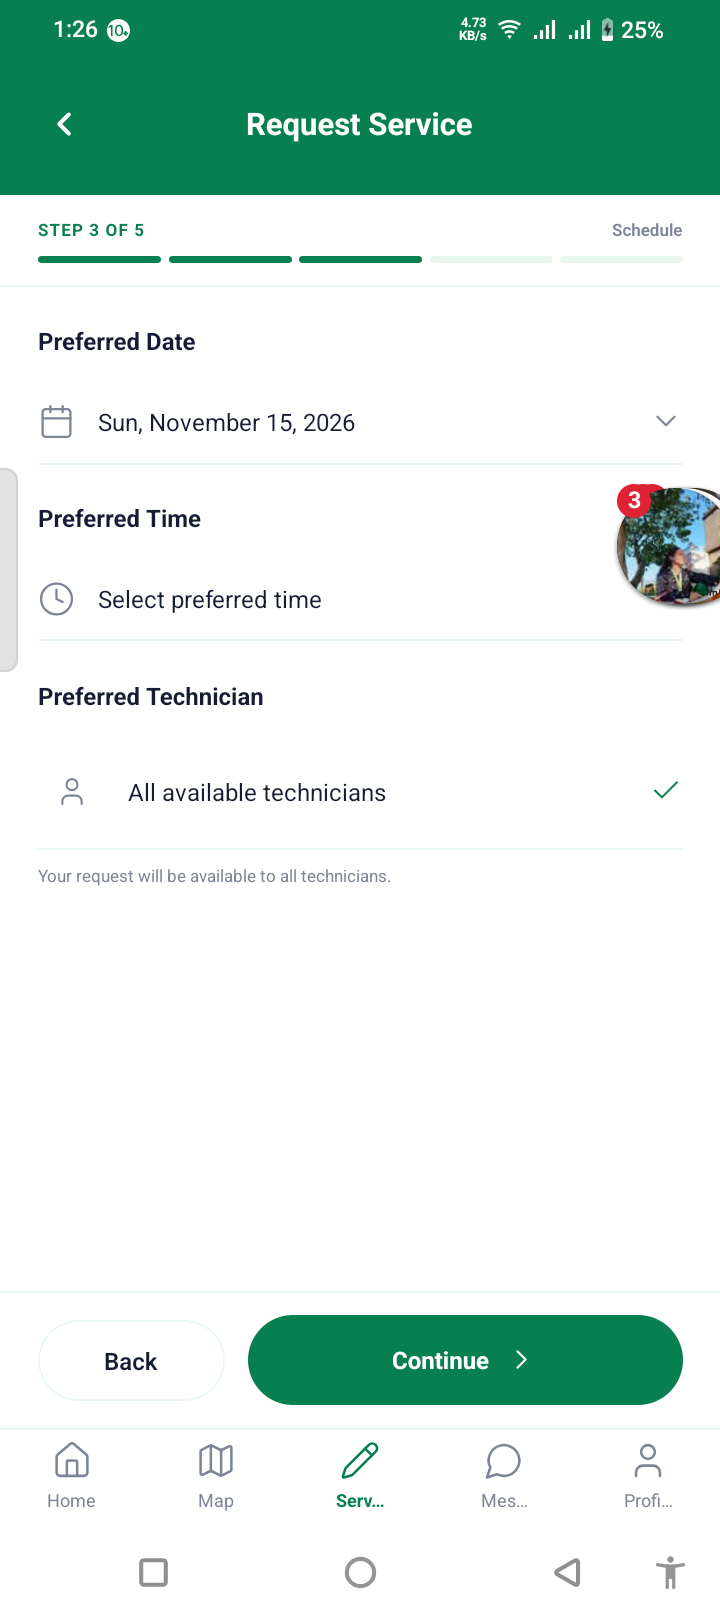 1:26
4.73
KB/s
25%
Request Service
STEP 3 OF 5
Schedule
Preferred Date
Sun, November 15, 2026
Preferred Time
3
Select preferred time
Preferred Technician
All available technicians
Your request will be available to all technicians.
Back
Continue
Home
Map
Serv...
Mes...
Profi...